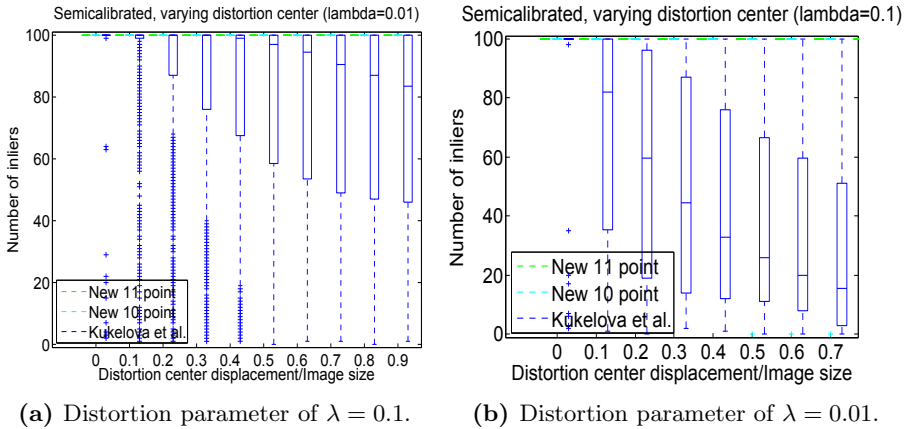 Semicalibrated, varying distortion center (lambda=0.01)
100
80
60
40
20
0
Number of inliers
New 11 point
New 10 point
Kukelova et al.
0 0.1 0.2 0.3 0.4 0.5 0.6 0.7 0.8 0.9
Distortion center displacement/Image size
(a) Distortion parameter of λ = 0.1.
Semicalibrated, varying distortion center (lambda=0.1)
100
80
60
40
20
0
Number of inliers
New 11 point
New 10 point
Kukelova et al.
0 0.1 0.2 0.3 0.4 0.5 0.6 0.7
Distortion center displacement/Image size
(b) Distortion parameter of λ = 0.01.